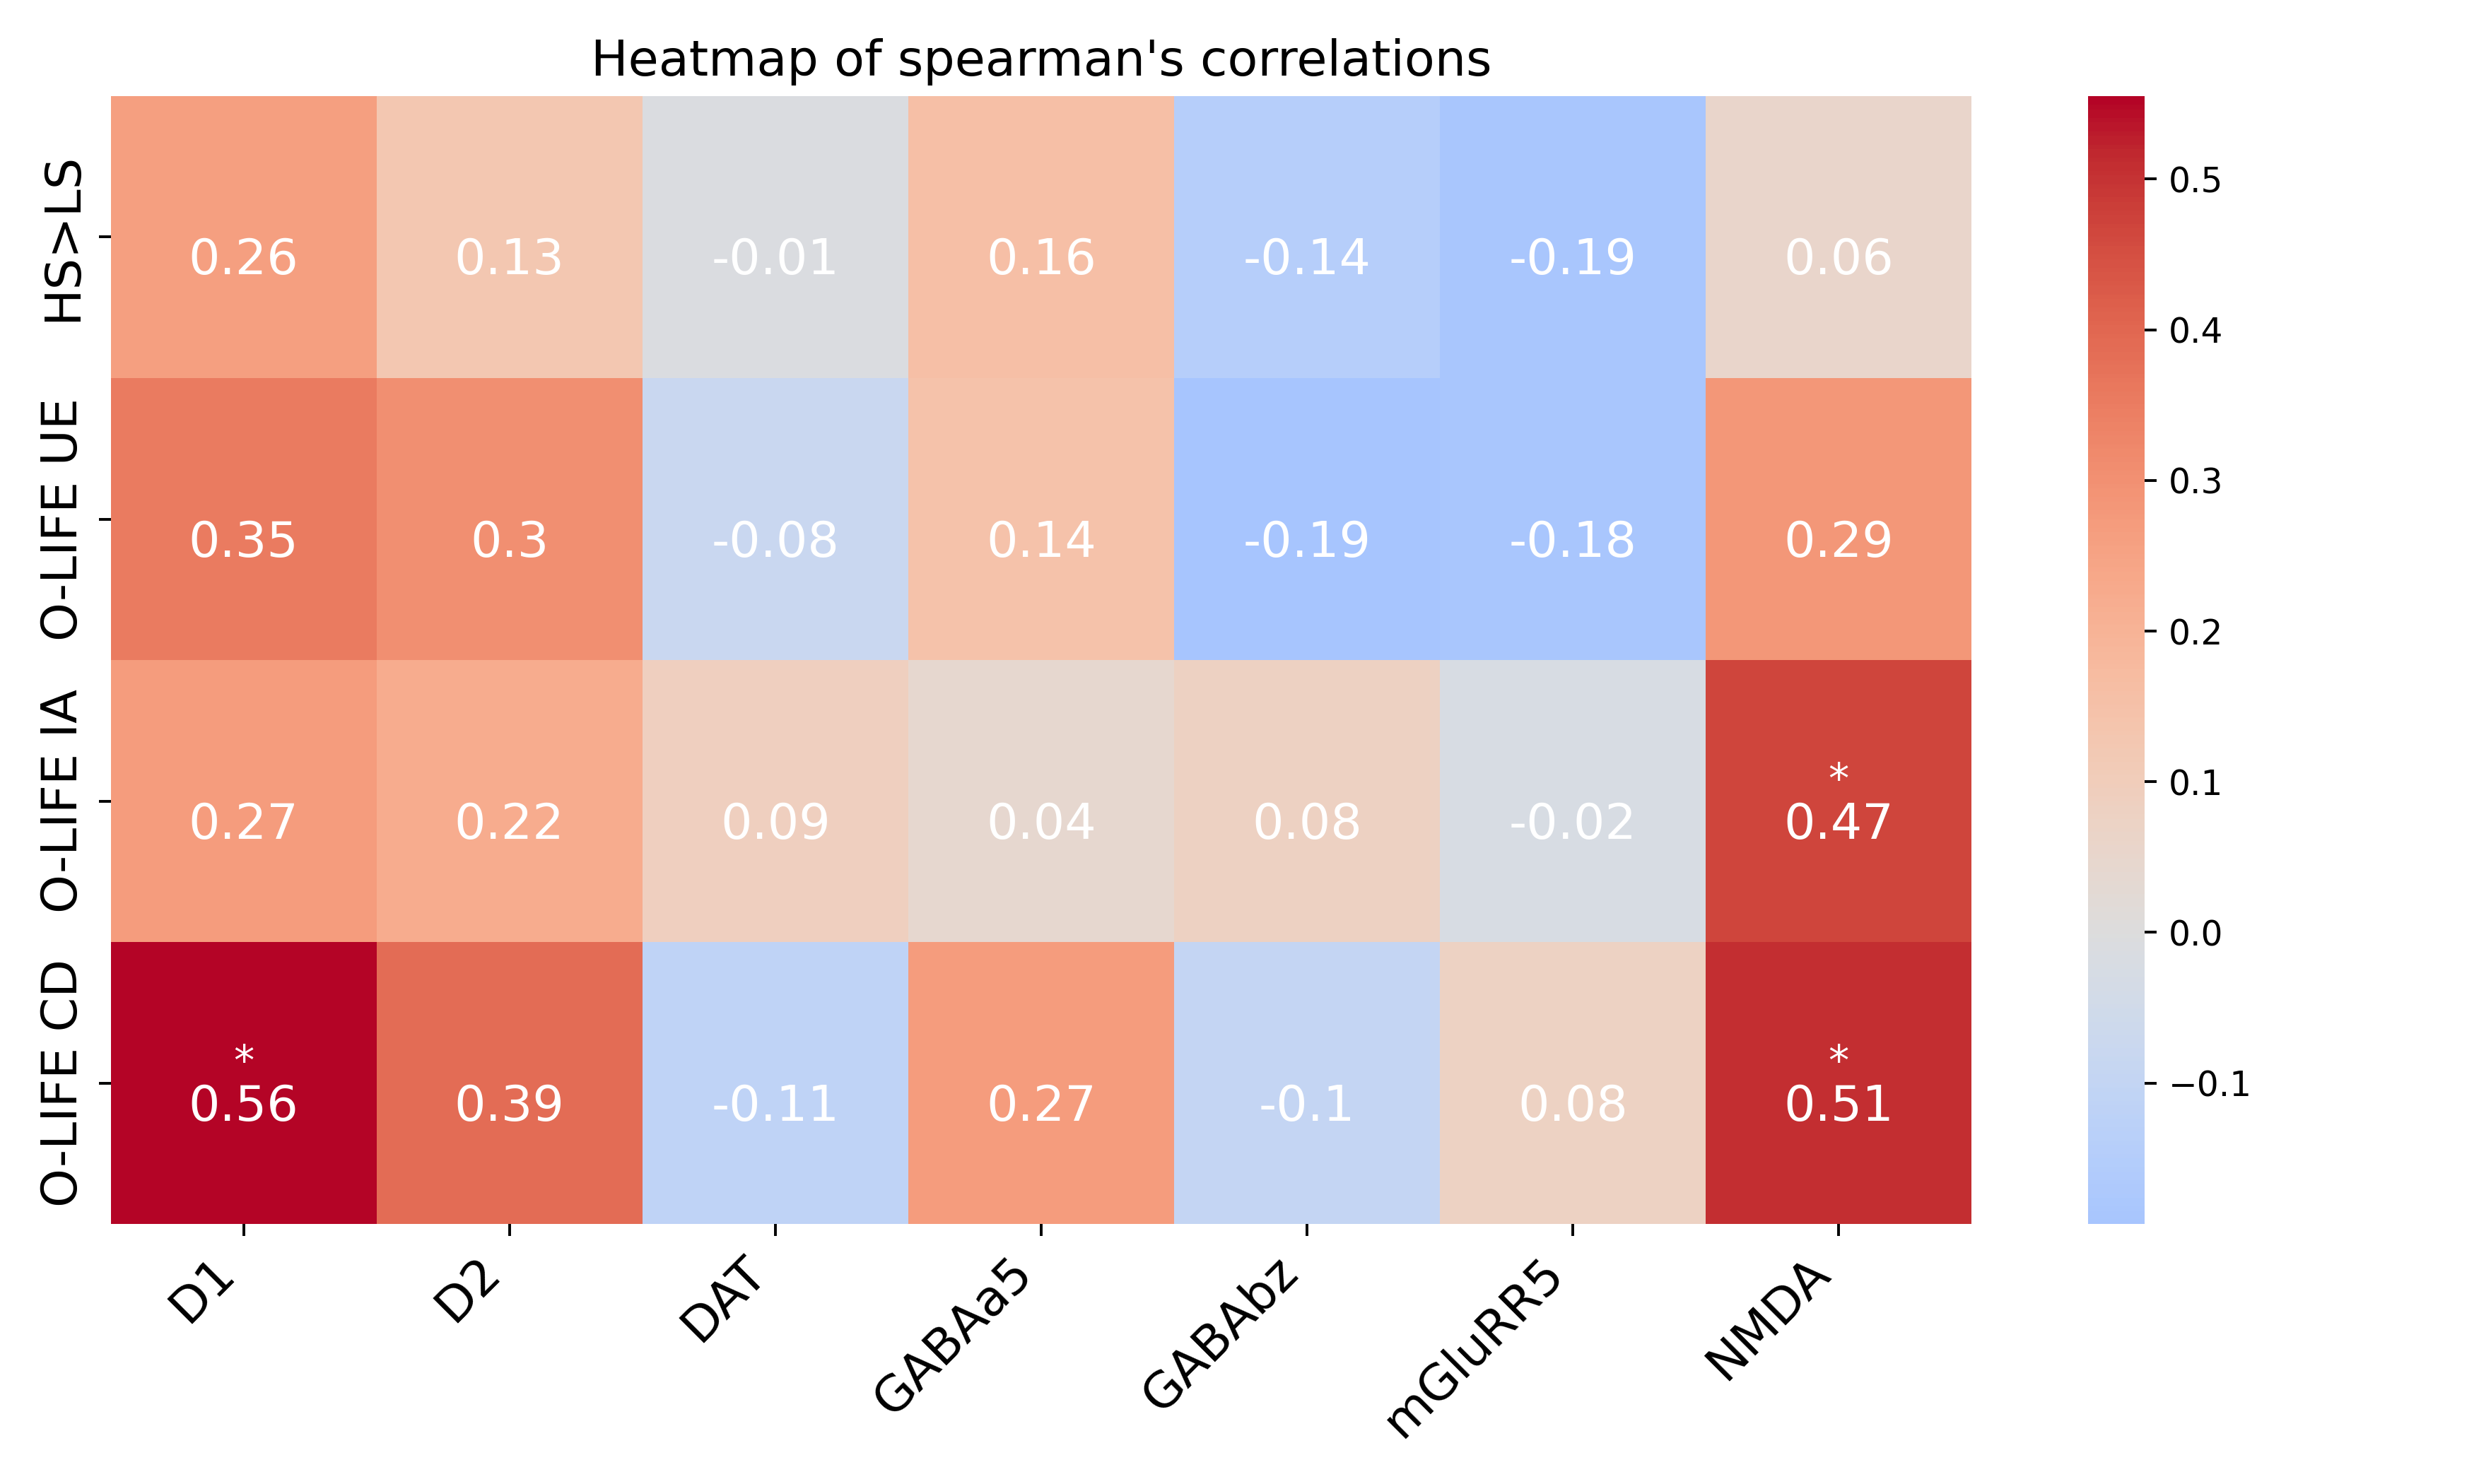 Heatmap of spearman's correlations
HS>LS
0.26 0.13 -0.01 0.16 -0.14 -0.19 0.06
O-LIFE UE
0.35 0.3 -0.08 0.14 -0.19 -0.18 0.29
O-LIFE IA
*
0.27 0.22 0.09 0.04 0.08 -0.02 0.47
O-LIFE CD
* *
0.56 0.39 -0.11 0.27 -0.1 0.08 0.51
D1 D2 DAT GABAa5 GABAbz mGluRR5 NMDA
0.5
0.4
0.3
0.2
0.1
0.0
−0.1